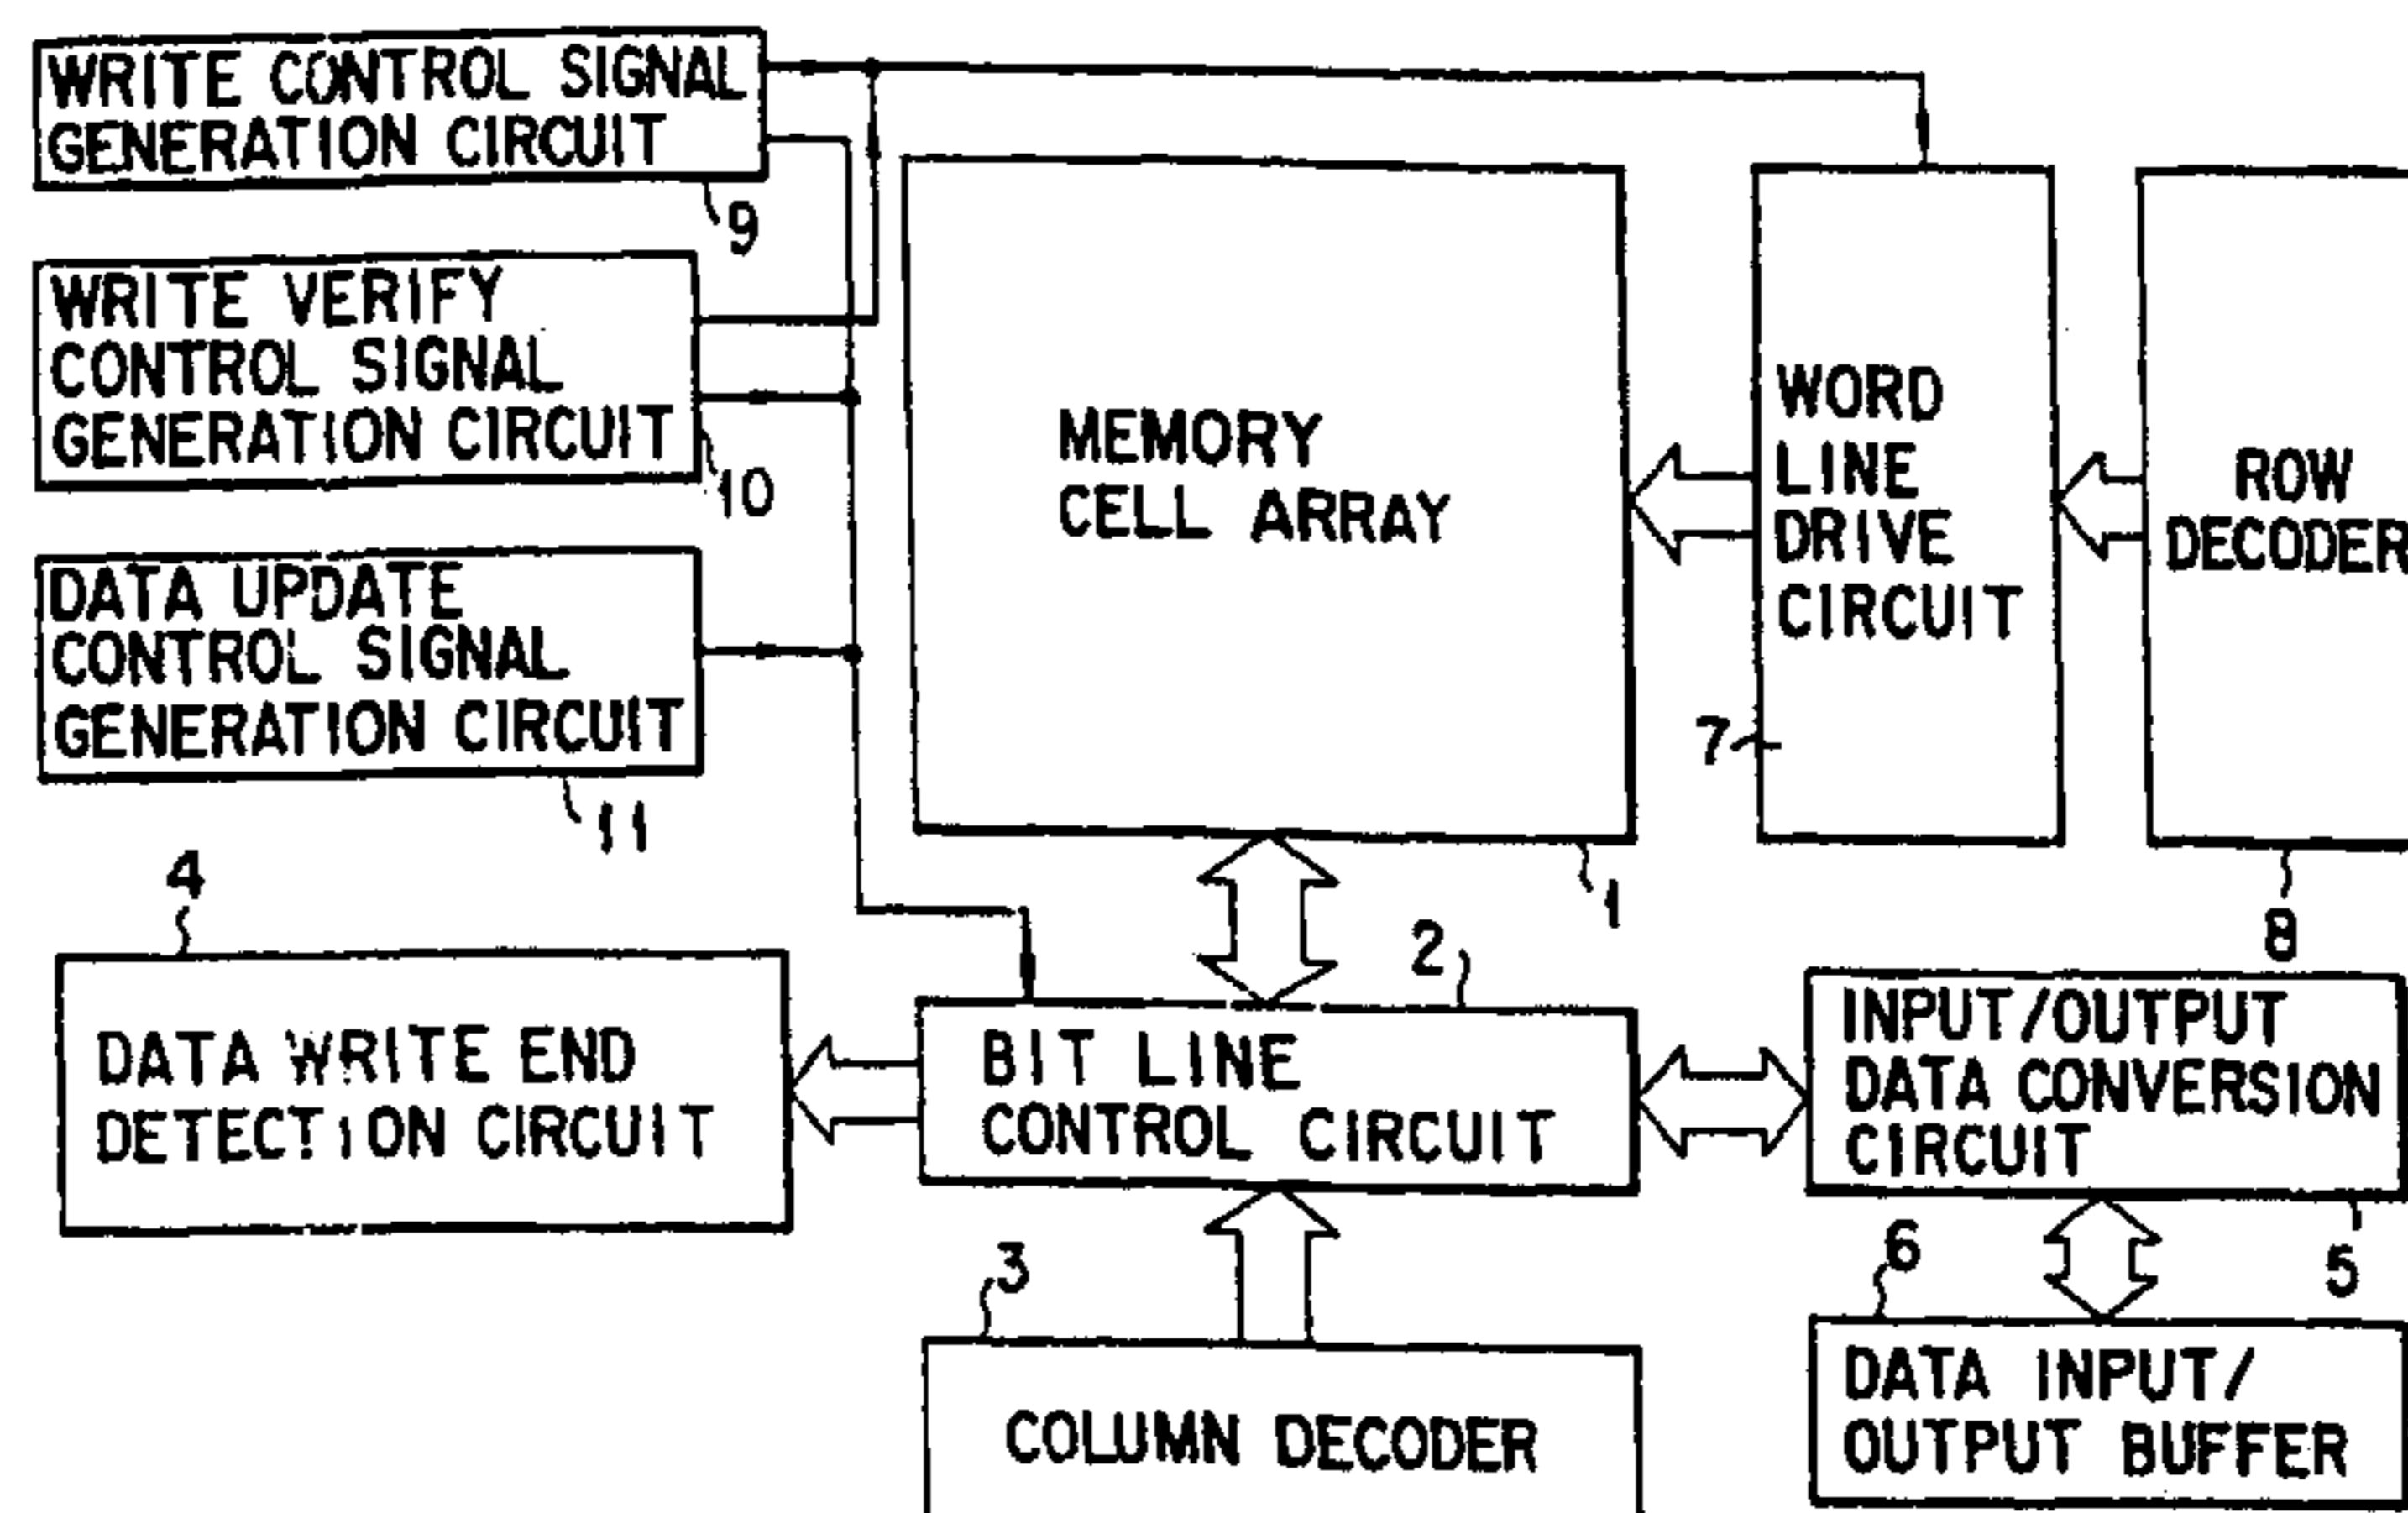 WRITE CONTROL SIGNAL
GENERATION CIRCUIT
9
WRITE VERIFY
CONTROL SIGNAL
GENERATION CIRCUIT
10
DATA UPDATE
CONTROL SIGNAL
GENERATION CIRCUIT
11
MEMORY
CELL ARRAY
1
WORD
LINE
DRIVE
CIRCUIT
7
ROW
DECODER
8
4
DATA WRITE END
DETECTION CIRCUIT
2
BIT LINE
CONTROL CIRCUIT
INPUT/OUTPUT
DATA CONVERSION
CIRCUIT
5
3
COLUMN DECODER
6
DATA INPUT/
OUTPUT BUFFER